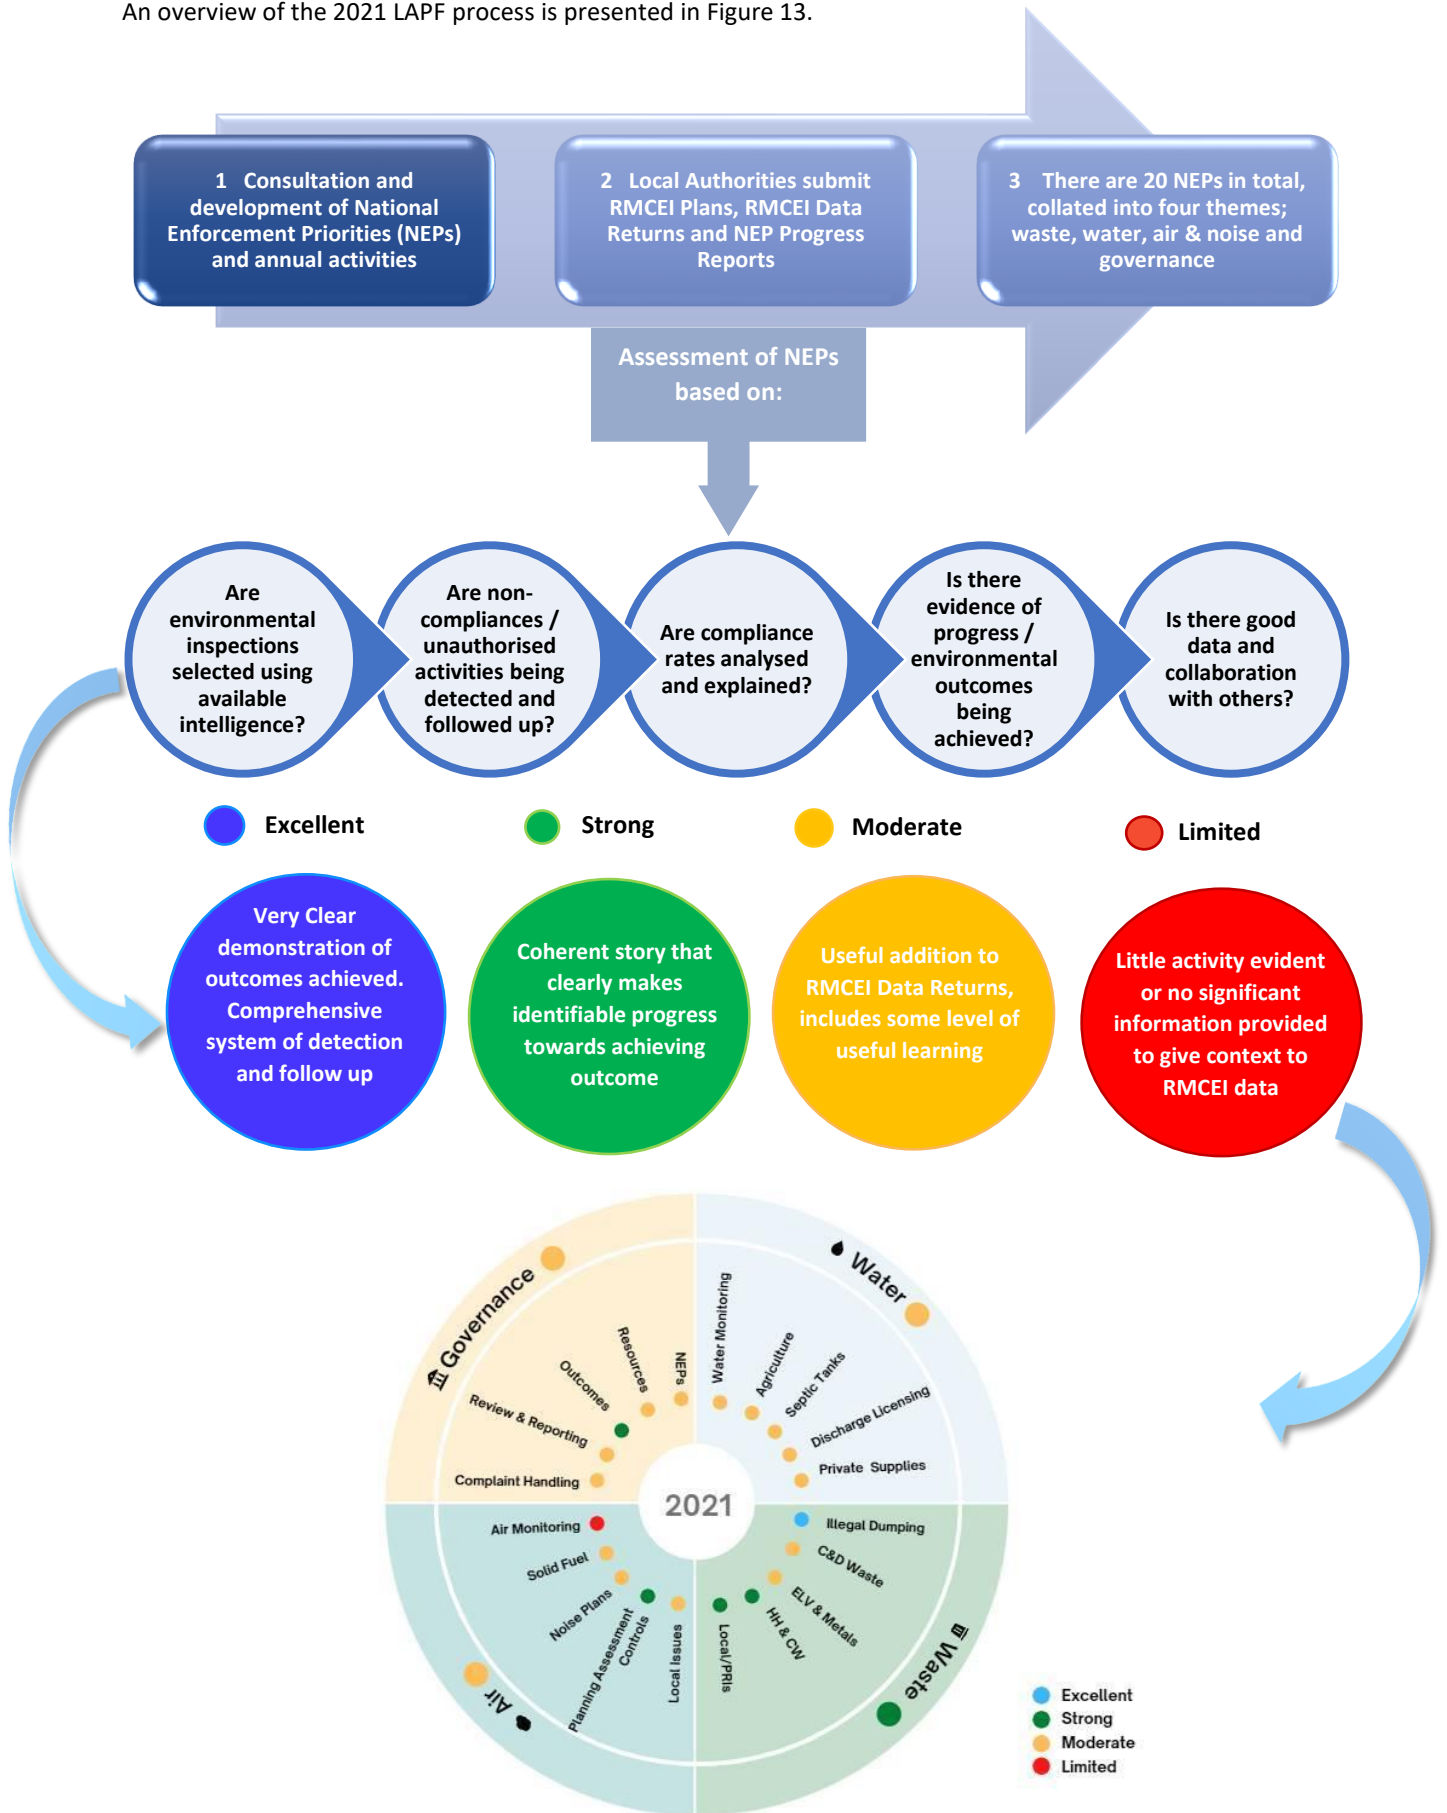 An overview of the 2021 LAPF process is presented in Figure 13.
1 Consultation and
development of National
Enforcement Priorities (NEPs)
and annual activities
2 Local Authorities submit
RMCEI Plans, RMCEI Data
Returns and NEP Progress
Reports
3 There are 20 NEPs in total,
collated into four themes;
waste, water, air & noise and
governance
Assessment of NEPs
based on:
Are
environmental
inspections
selected using
available
intelligence?
Are non-
compliances /
unauthorised
activities being
detected and
followed up?
Are compliance
rates analysed
and explained?
Is there
evidence of
progress /
environmental
outcomes
being
achieved?
Is there good
data and
collaboration
with others?
Excellent
Strong
Moderate
Limited
Very Clear
demonstration of
outcomes achieved.
Comprehensive
system of detection
and follow up
Coherent story that
clearly makes
identifiable progress
towards achieving
outcome
Useful addition to
RMCEI Data Returns,
includes some level of
useful learning
Little activity evident
or no significant
information provided
to give context to
RMCEI data
Governance
Complaint Handling
Review & Reporting
Outcomes
Resources
NEPs
Water
Water Monitoring
Agriculture
Septic Tanks
Discharge Licensing
Private Supplies
2021
Waste
Illegal Dumping
C&D Waste
ELV & Metals
HH & CW
Local/PRIs
Air
Air Monitoring
Solid Fuel
Noise Plans
Planning Assessment
Controls
Local Issues
Excellent
Strong
Moderate
Limited